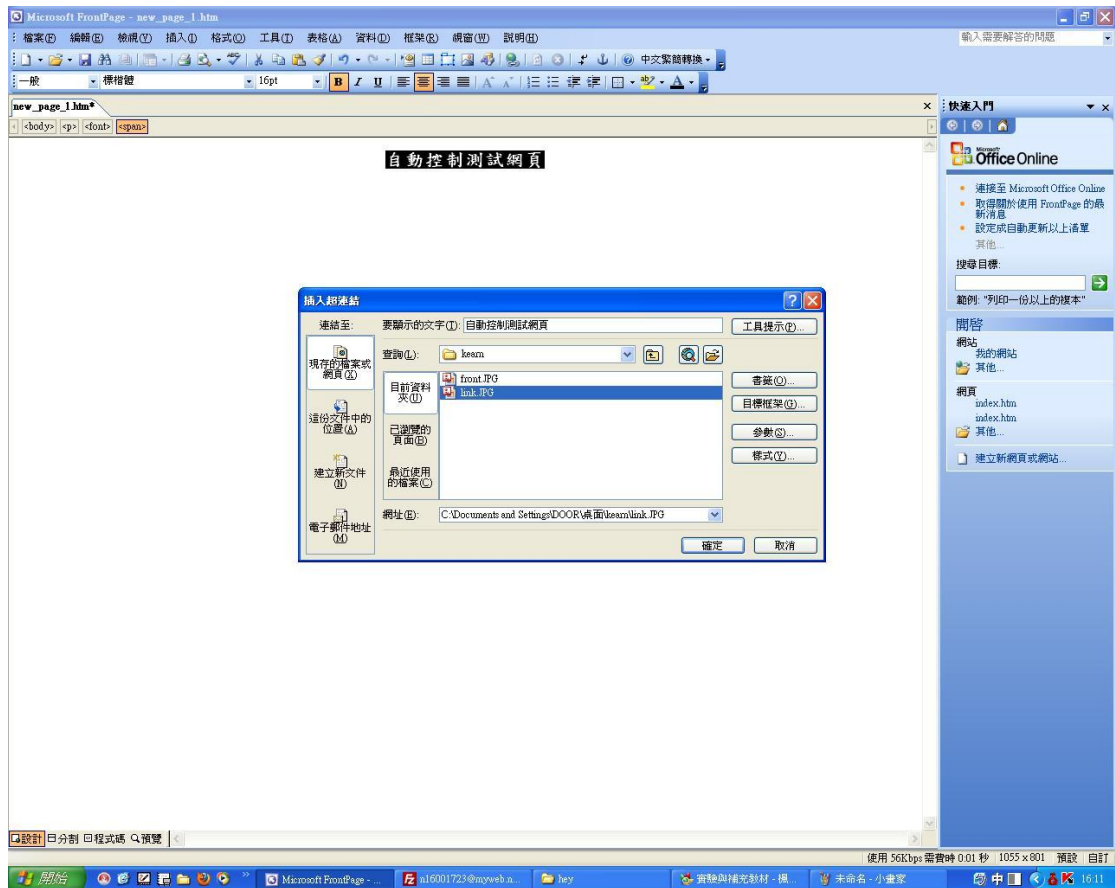 Microsoft FrontPage - new_page_1.htm
檔案(F) 編輯(E) 檢視(V) 插入(I) 格式(O) 工具(T) 表格(A) 資料(D) 框架(R) 視窗(W) 說明(H)
輸入需要解答的問題
中文繁簡轉換
一般 標楷體 16pt B I U A A A
new_page_1.htm*
<body> <p> <font> <span>
自動控制測試網頁
快速入門
Microsoft Office Online
連接至 Microsoft Office Online
取得關於使用 FrontPage 的最
新消息
設定成自動更新以上清單
其他...
搜尋目標:
範例: "列印一份以上的複本"
開啟
網站
我的網站
其他...
網頁
index.htm
index.htm
其他...
建立新網頁或網站...
插入超連結
連結至:
現存的檔案或
網頁(X)
這份文件中的
位置(A)
建立新文件
(N)
電子郵件地址
(M)
要顯示的文字(T): 自動控制測試網頁
工具提示(P)...
查詢(L): kearn
目前資料
夾(U)
已瀏覽的
頁面(B)
最近使用
的檔案(C)
front.JPG
link.JPG
書籤(O)...
目標框架(G)...
參數(S)...
樣式(Y)...
網址(E): C:\Documents and Settings\DOOR\桌面\kearn\link.JPG
確定 取消
設計 分割 程式碼 預覽
使用 56Kbps 需費時 0:01 秒 1055 x 801 預設 自訂
開始 Microsoft FrontPage - ... n16001723@myweb.n... hey 實驗與補充教材 - 楓... 未命名 - 小畫家 中 16:11